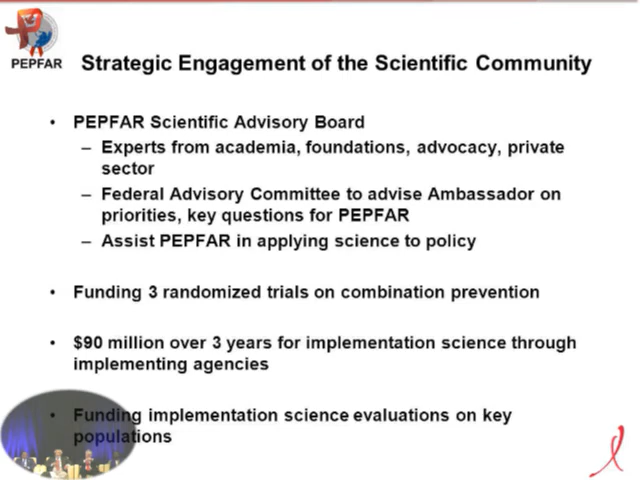 PEPFAR
Strategic Engagement of the Scientific Community
• PEPFAR Scientific Advisory Board
– Experts from academia, foundations, advocacy, private
sector
– Federal Advisory Committee to advise Ambassador on
priorities, key questions for PEPFAR
– Assist PEPFAR in applying science to policy
• Funding 3 randomized trials on combination prevention
• $90 million over 3 years for implementation science through
implementing agencies
• Funding implementation science evaluations on key
populations